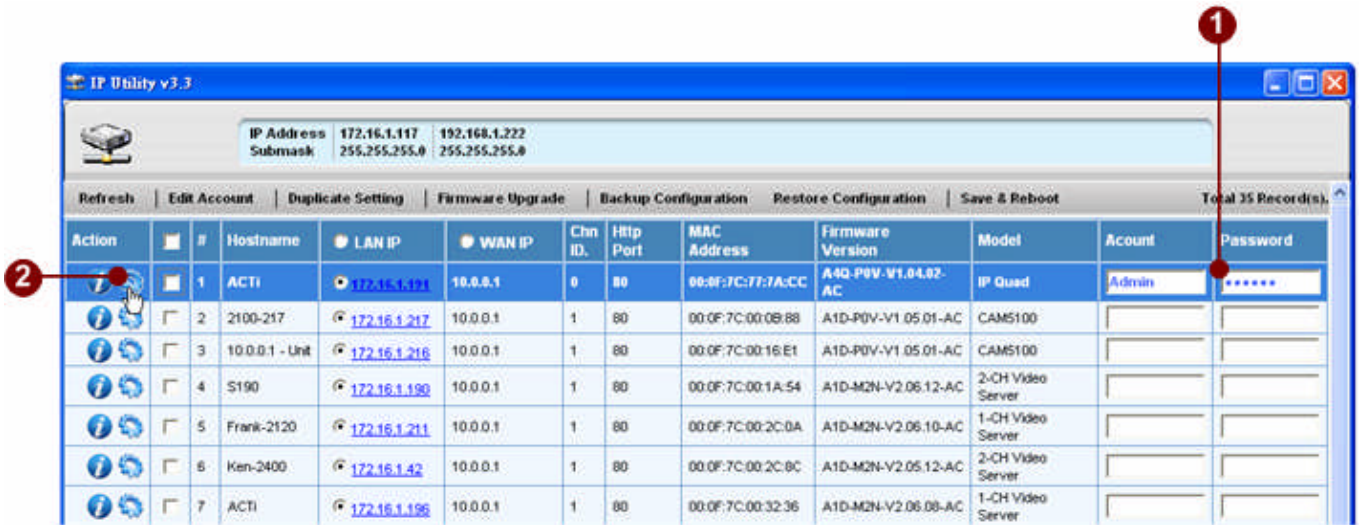 1
IP Utility v3.3
IP Address 172.16.1.117 192.168.1.222
Submask 255.255.255.0 255.255.255.0
Refresh | Edit Account | Duplicate Setting | Firmware Upgrade | Backup Configuration Restore Configuration | Save & Reboot Total 35 Record(s).
Action # Hostname LAN IP WAN IP Chn ID. Http Port MAC Address Firmware Version Model Acount Password
2
1 ACTi 172.16.1.191 10.0.0.1 0 80 00:0F:7C:77:7A:CC A4Q-P0V-V1.04.02-AC IP Quad Admin ••••••
2 2100-217 172.16.1.217 10.0.0.1 1 80 00:0F:7C:00:0B:88 A1D-P0V-V1.05.01-AC CAM5100
3 10.0.0.1 - Unit 172.16.1.216 10.0.0.1 1 80 00:0F:7C:00:16:E1 A1D-P0V-V1.05.01-AC CAM5100
4 S190 172.16.1.190 10.0.0.1 1 80 00:0F:7C:00:1A:54 A1D-M2N-V2.06.12-AC 2-CH Video Server
5 Frank-2120 172.16.1.211 10.0.0.1 1 80 00:0F:7C:00:2C:0A A1D-M2N-V2.06.10-AC 1-CH Video Server
6 Ken-2400 172.16.1.42 10.0.0.1 1 80 00:0F:7C:00:2C:8C A1D-M2N-V2.05.12-AC 2-CH Video Server
7 ACTi 172.16.1.196 10.0.0.1 1 80 00:0F:7C:00:32:36 A1D-M2N-V2.06.08-AC 1-CH Video Server